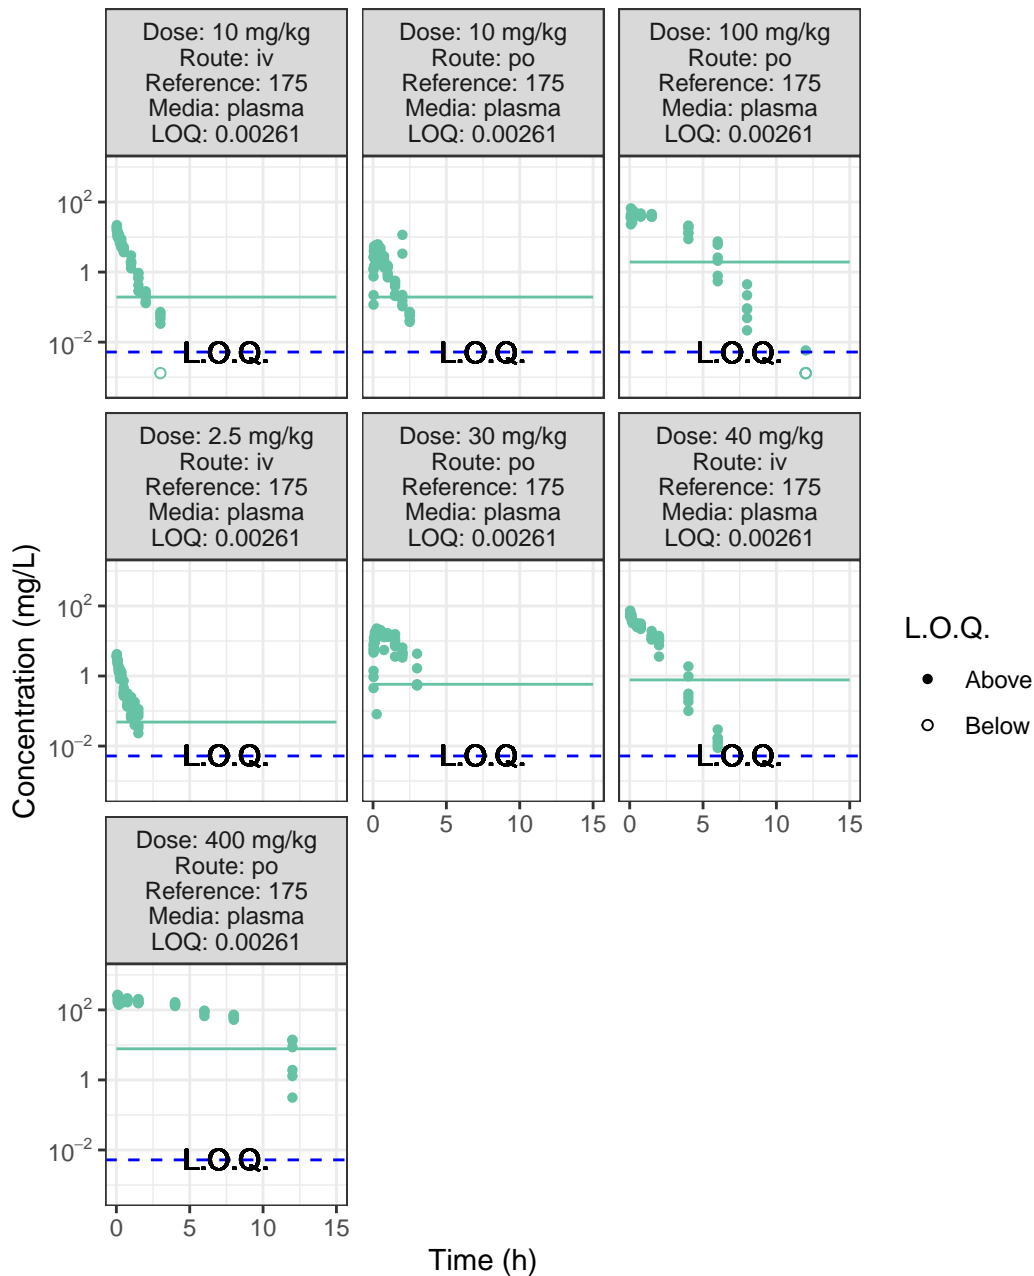 Dose: 10 mg/kg
Route: iv
Reference: 175
Media: plasma
LOQ: 0.00261
Dose: 10 mg/kg
Route: po
Reference: 175
Media: plasma
LOQ: 0.00261
Dose: 100 mg/kg
Route: po
Reference: 175
Media: plasma
LOQ: 0.00261
10²
1
10⁻²
L.O.Q.
L.O.Q.
L.O.Q.
Dose: 2.5 mg/kg
Route: iv
Reference: 175
Media: plasma
LOQ: 0.00261
Dose: 30 mg/kg
Route: po
Reference: 175
Media: plasma
LOQ: 0.00261
Dose: 40 mg/kg
Route: iv
Reference: 175
Media: plasma
LOQ: 0.00261
10²
1
10⁻²
L.O.Q.
L.O.Q.
L.O.Q.
0 5 10 15
0 5 10 15
Dose: 400 mg/kg
Route: po
Reference: 175
Media: plasma
LOQ: 0.00261
10²
1
10⁻²
L.O.Q.
0 5 10 15
Time (h)
Concentration (mg/L)
L.O.Q.
Above
Below